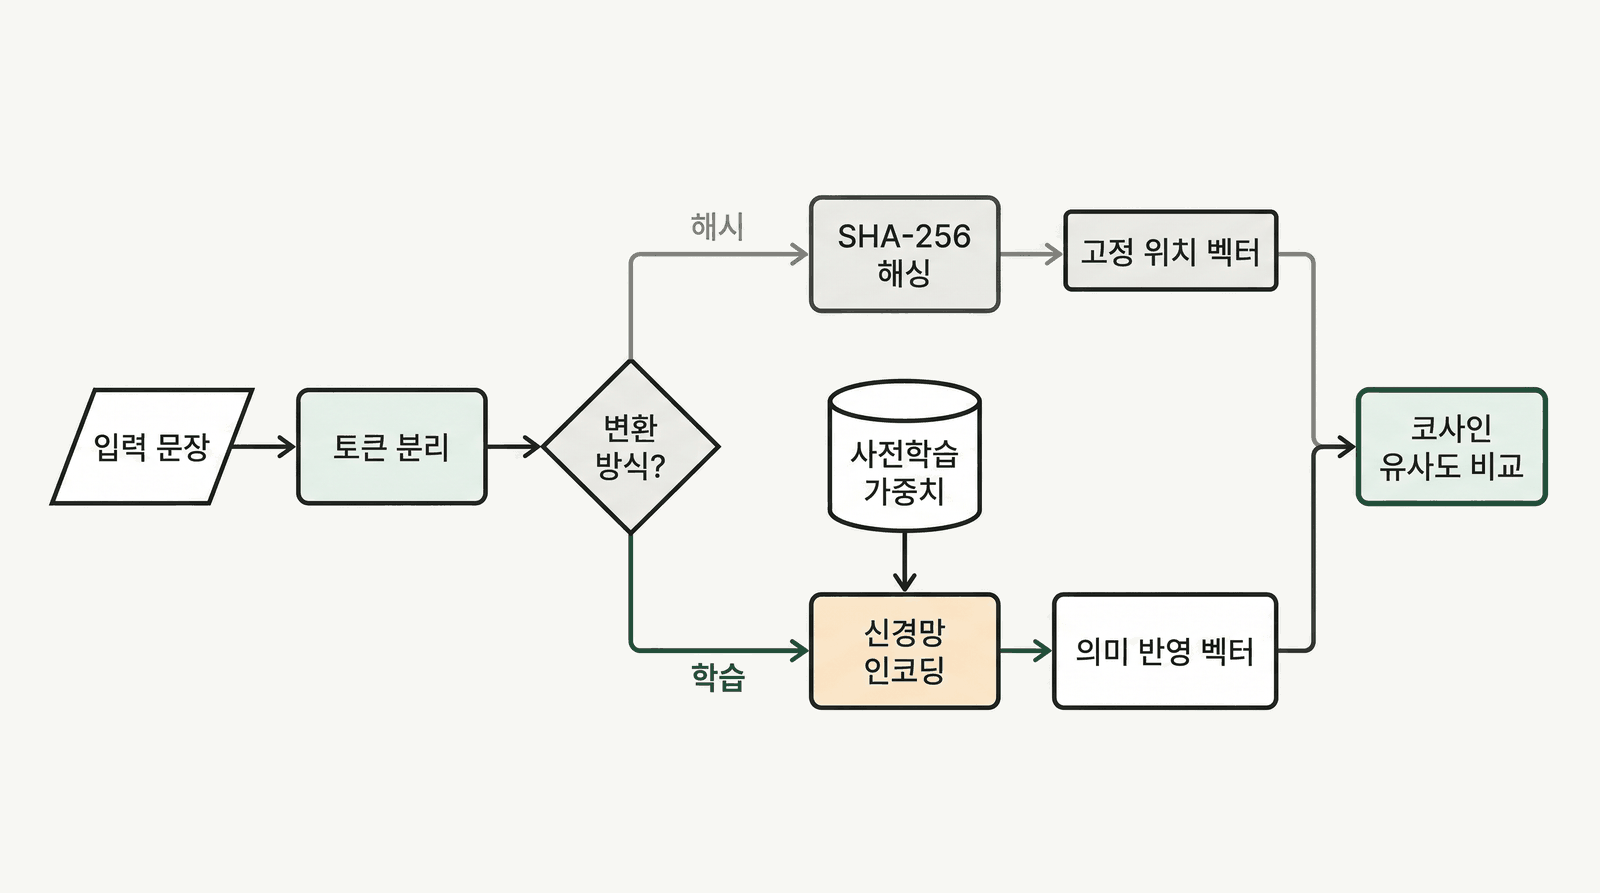 입력 문장
토큰 분리
변환
방식?
해시
SHA-256
해싱
고정 위치 벡터
사전학습
가중치
학습
신경망
인코딩
의미 반영 벡터
코사인
유사도 비교